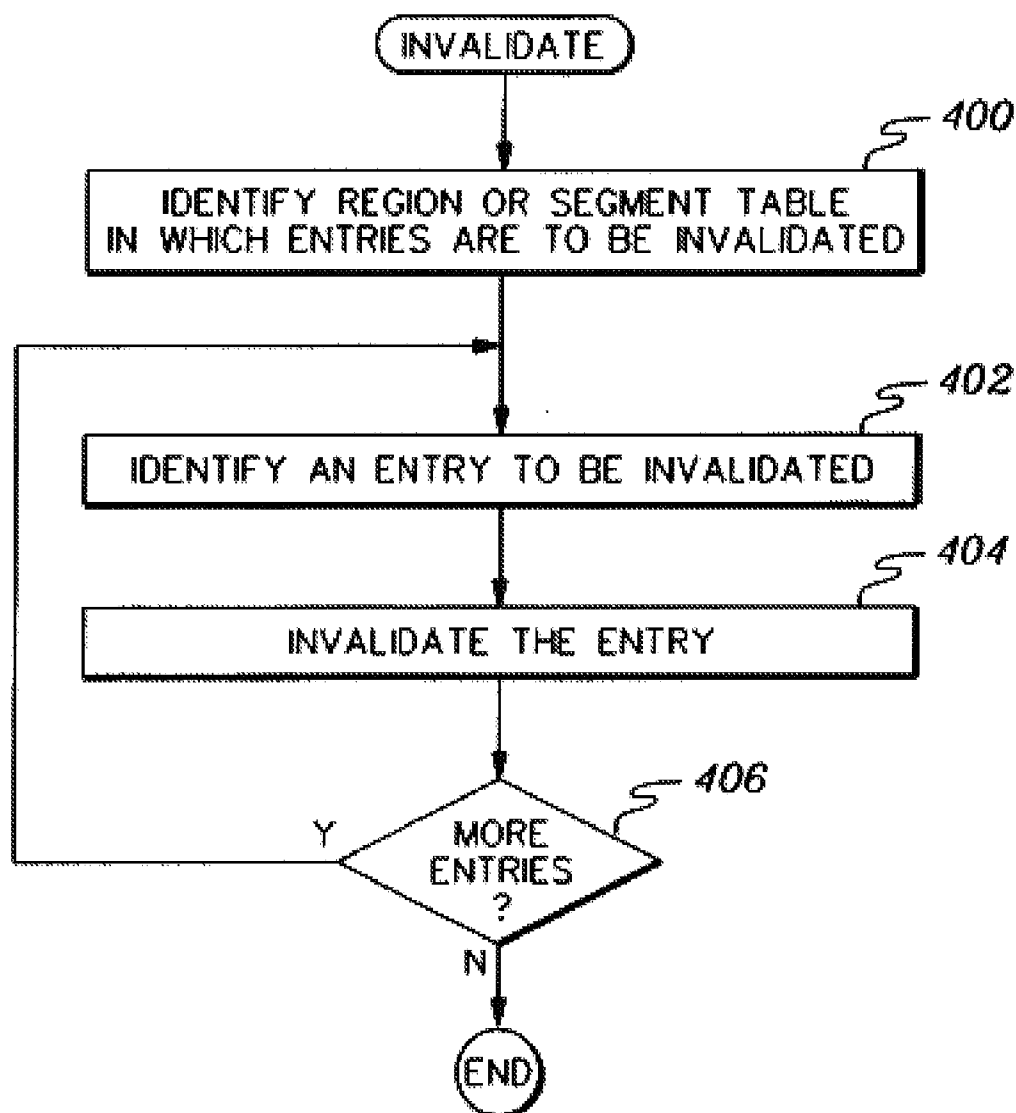 INVALIDATE
400
IDENTIFY REGION OR SEGMENT TABLE
IN WHICH ENTRIES ARE TO BE INVALIDATED
402
IDENTIFY AN ENTRY TO BE INVALIDATED
404
INVALIDATE THE ENTRY
406
Y
MORE
ENTRIES
?
N
END